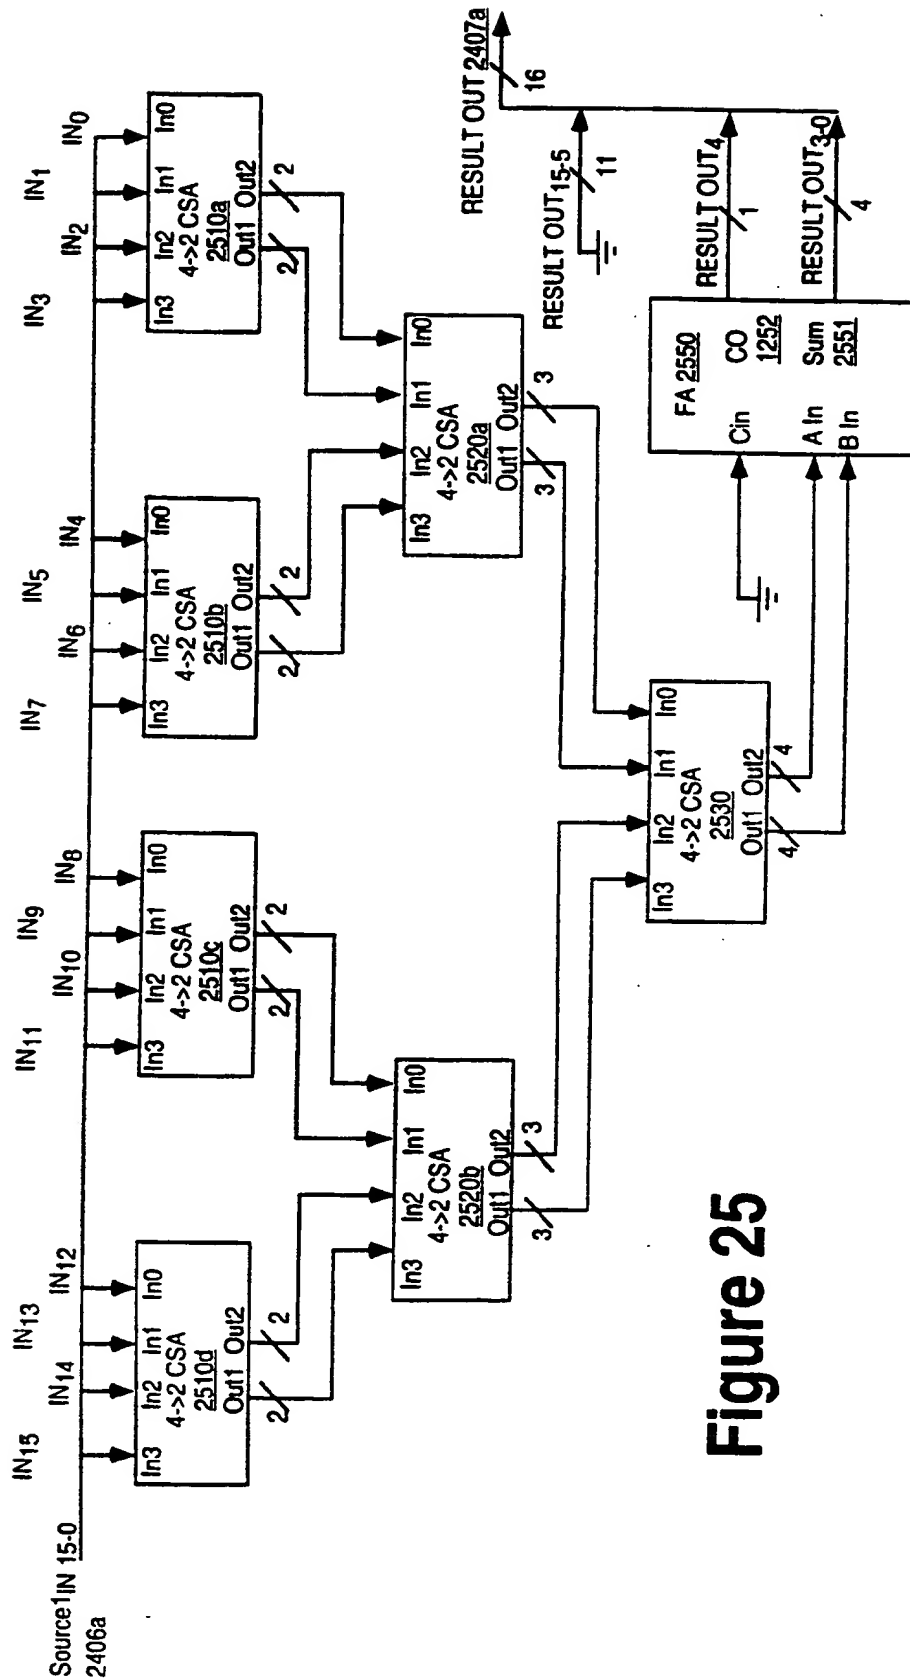 Source1IN 15-0
2406a
IN15
IN14
IN13
IN12
IN11
IN10
IN9
IN8
IN7
IN6
IN5
IN4
IN3
IN2
IN1
IN0
In3 In2 In1 In0
4->2 CSA
2510d
Out1 Out2
2 2
In3 In2 In1 In0
4->2 CSA
2510c
Out1 Out2
2 2
In3 In2 In1 In0
4->2 CSA
2510b
Out1 Out2
2 2
In3 In2 In1 In0
4->2 CSA
2510a
Out1 Out2
2 2
In3 In2 In1 In0
4->2 CSA
2520b
Out1 Out2
3 3
In3 In2 In1 In0
4->2 CSA
2520a
Out1 Out2
3 3
In3 In2 In1 In0
4->2 CSA
2530
Out1 Out2
4 4
FA 2550
Cin CO
1252
A In Sum
B In 2551
RESULT OUT 2407a
16
RESULT OUT15-5
11
RESULT OUT4
1
RESULT OUT3-0
4
Figure 25